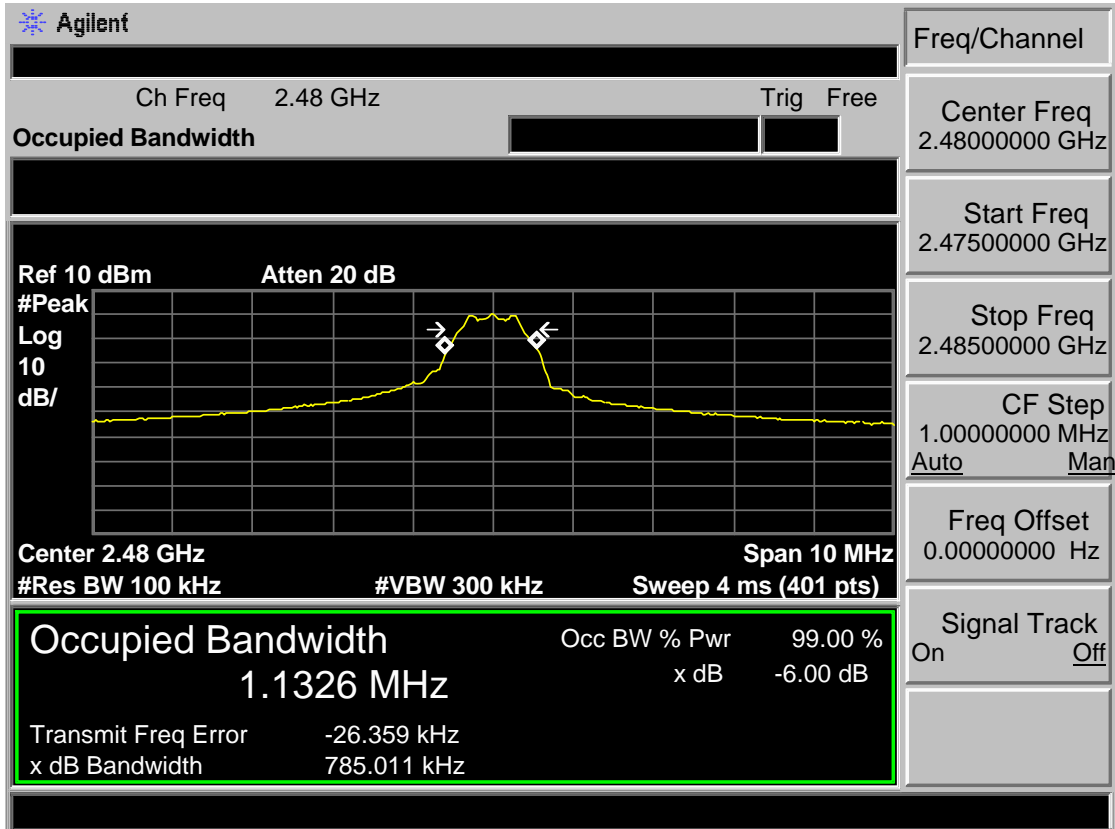 Agilent
Freq/Channel
Ch Freq 2.48 GHz Trig Free
Occupied Bandwidth
Center Freq
2.48000000 GHz
Start Freq
2.47500000 GHz
Ref 10 dBm Atten 20 dB
#Peak
Log
10
dB/
Stop Freq
2.48500000 GHz
CF Step
1.00000000 MHz
Auto Man
Center 2.48 GHz Span 10 MHz
#Res BW 100 kHz #VBW 300 kHz Sweep 4 ms (401 pts)
Freq Offset
0.00000000 Hz
Occupied Bandwidth
1.1326 MHz
Occ BW % Pwr 99.00 %
x dB -6.00 dB
Transmit Freq Error -26.359 kHz
x dB Bandwidth 785.011 kHz
Signal Track
On Off